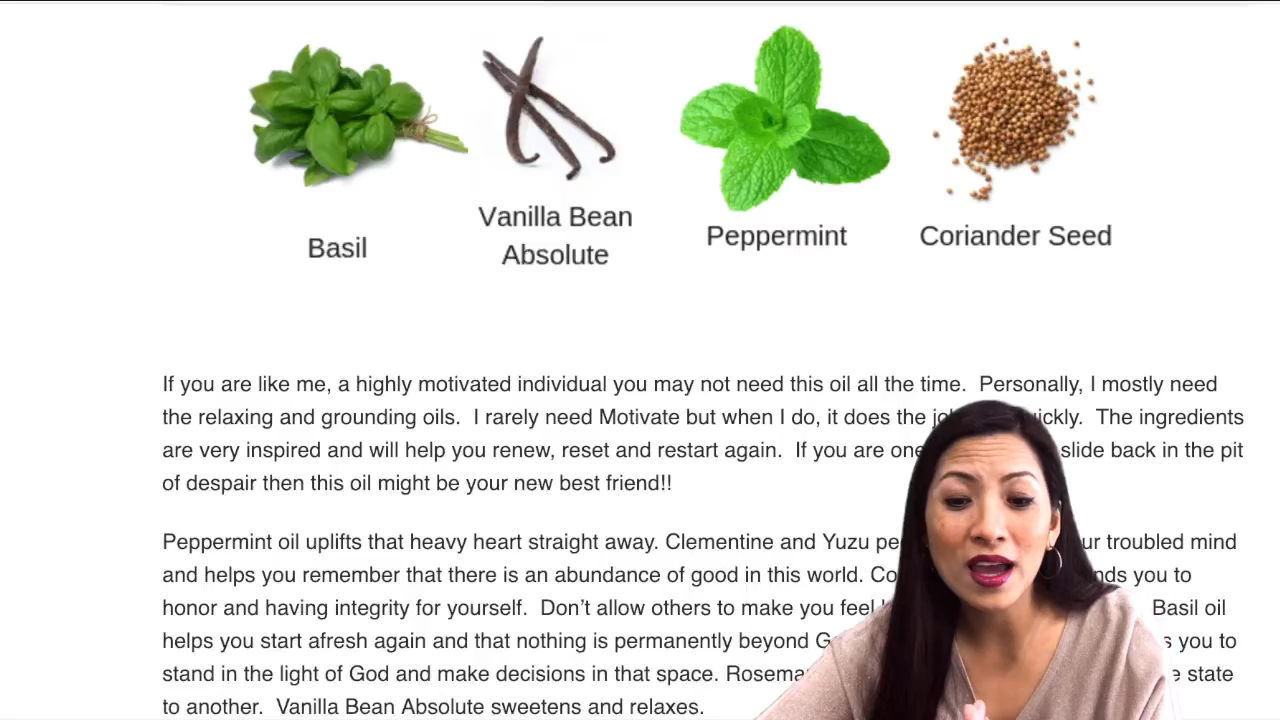 Basil
Vanilla Bean
Absolute
Peppermint
Coriander Seed
If you are like me, a highly motivated individual you may not need this oil all the time. Personally, I mostly need
the relaxing and grounding oils. I rarely need Motivate but when I do, it does the uickly. The ingredients
are very inspired and will help you renew, reset and restart again. If you are one slide back in the pit
of despair then this oil might be your new best friend!!
Peppermint oil uplifts that heavy heart straight away. Clementine and Yuzu ur troubled mind
and helps you remember that there is an abundance of good in this world. nds you to
honor and having integrity for yourself. Don't allow others to make you feel Basil oil
helps you start afresh again and that nothing is permanently beyond s you to
stand in the light of God and make decisions in that space. e state
to another. Vanilla Bean Absolute sweetens and relaxes.